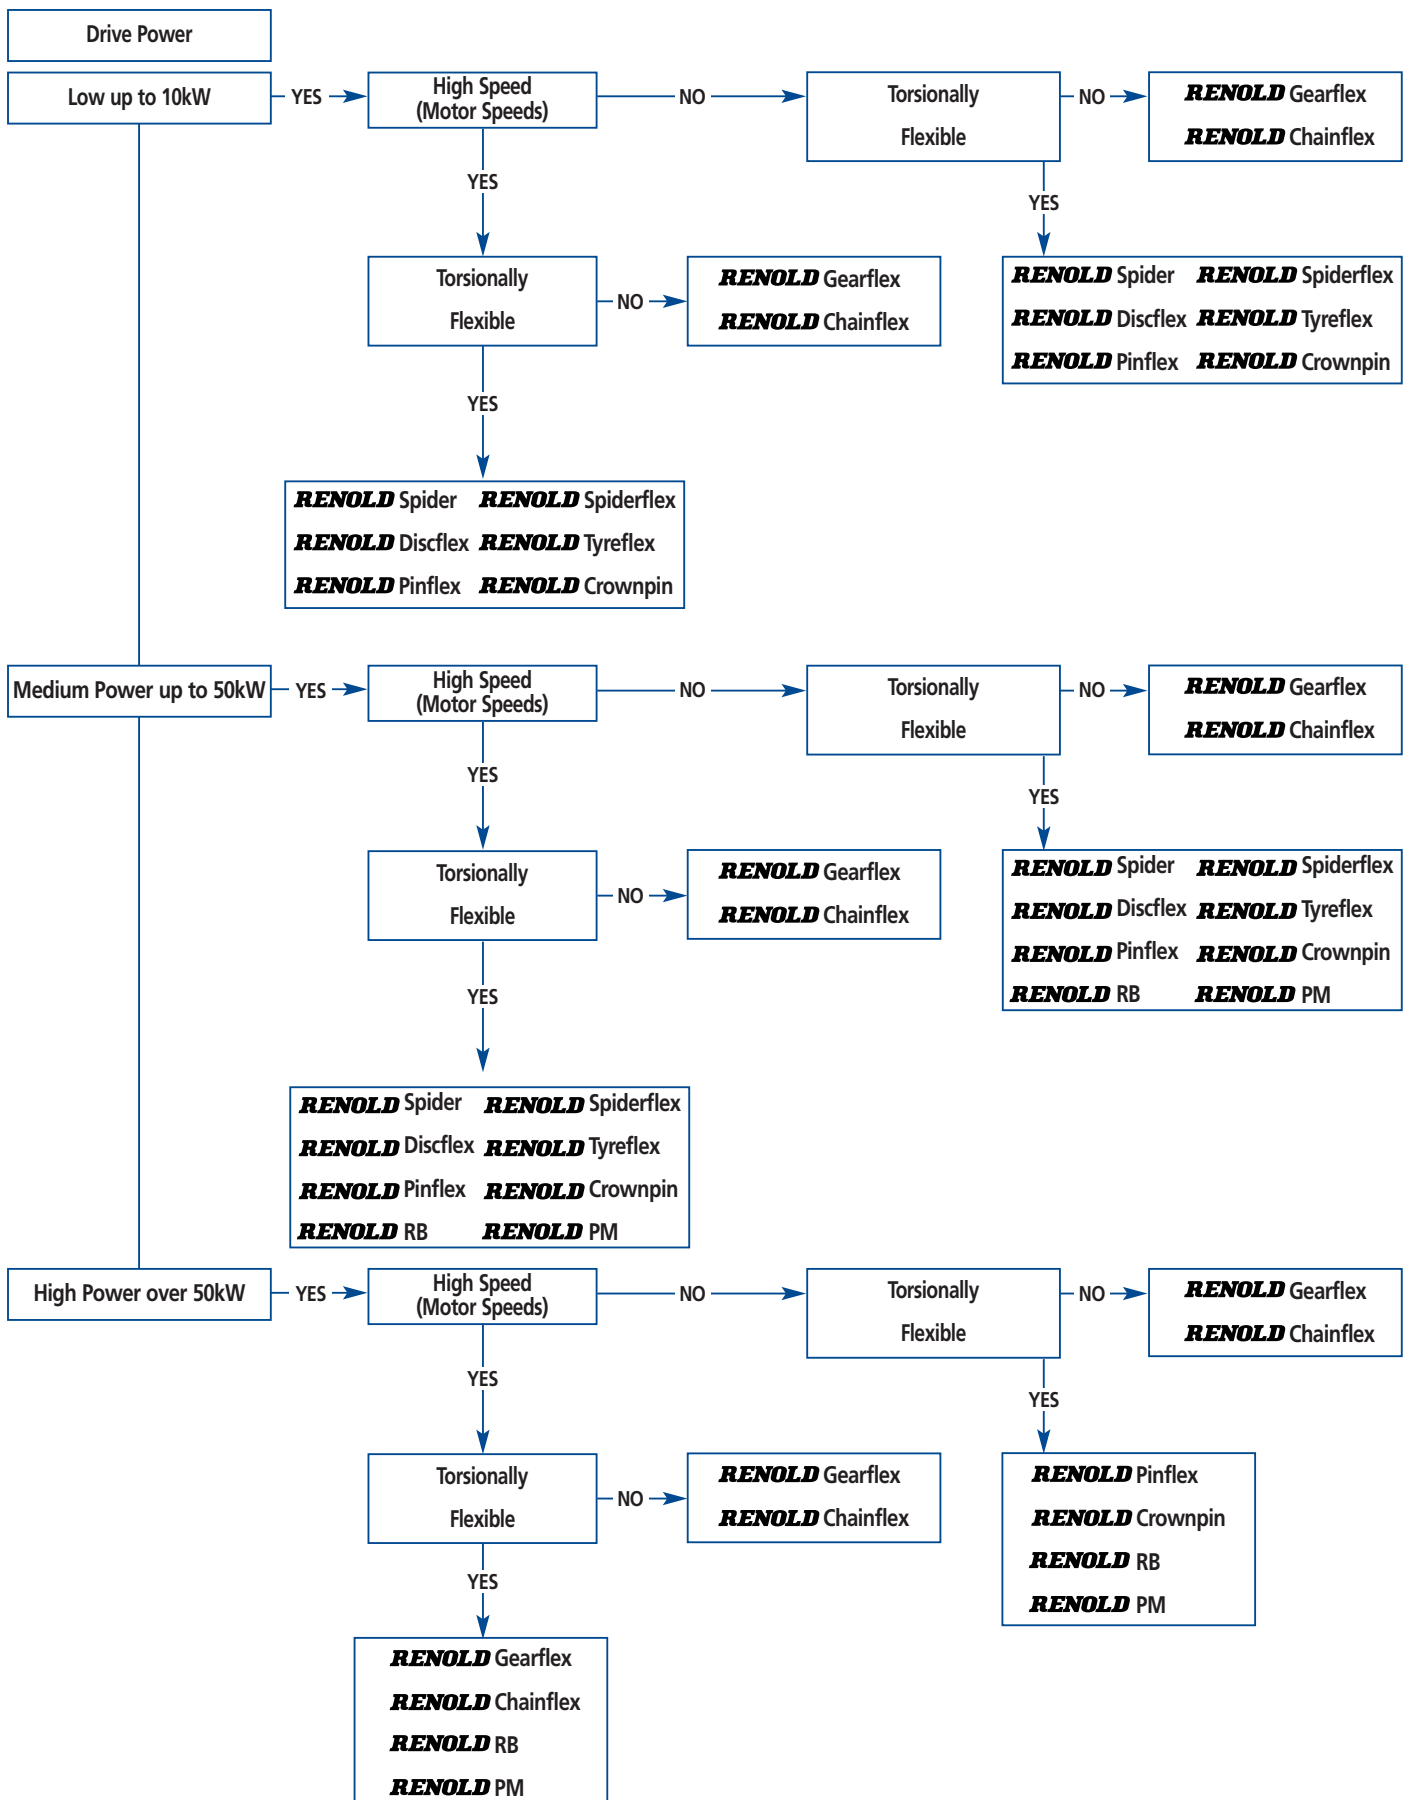 Drive Power
Low up to 10kW
YES
High Speed
(Motor Speeds)
NO
Torsionally
Flexible
NO
RENOLD Gearflex
RENOLD Chainflex
YES
YES
Torsionally
Flexible
NO
RENOLD Gearflex
RENOLD Chainflex
RENOLD Spider RENOLD Spiderflex
RENOLD Discflex RENOLD Tyreflex
RENOLD Pinflex RENOLD Crownpin
YES
RENOLD Spider RENOLD Spiderflex
RENOLD Discflex RENOLD Tyreflex
RENOLD Pinflex RENOLD Crownpin
Medium Power up to 50kW
YES
High Speed
(Motor Speeds)
NO
Torsionally
Flexible
NO
RENOLD Gearflex
RENOLD Chainflex
YES
YES
Torsionally
Flexible
NO
RENOLD Gearflex
RENOLD Chainflex
RENOLD Spider RENOLD Spiderflex
RENOLD Discflex RENOLD Tyreflex
RENOLD Pinflex RENOLD Crownpin
RENOLD RB RENOLD PM
YES
RENOLD Spider RENOLD Spiderflex
RENOLD Discflex RENOLD Tyreflex
RENOLD Pinflex RENOLD Crownpin
RENOLD RB RENOLD PM
High Power over 50kW
YES
High Speed
(Motor Speeds)
NO
Torsionally
Flexible
NO
RENOLD Gearflex
RENOLD Chainflex
YES
YES
Torsionally
Flexible
NO
RENOLD Gearflex
RENOLD Chainflex
RENOLD Pinflex
RENOLD Crownpin
RENOLD RB
RENOLD PM
YES
RENOLD Gearflex
RENOLD Chainflex
RENOLD RB
RENOLD PM